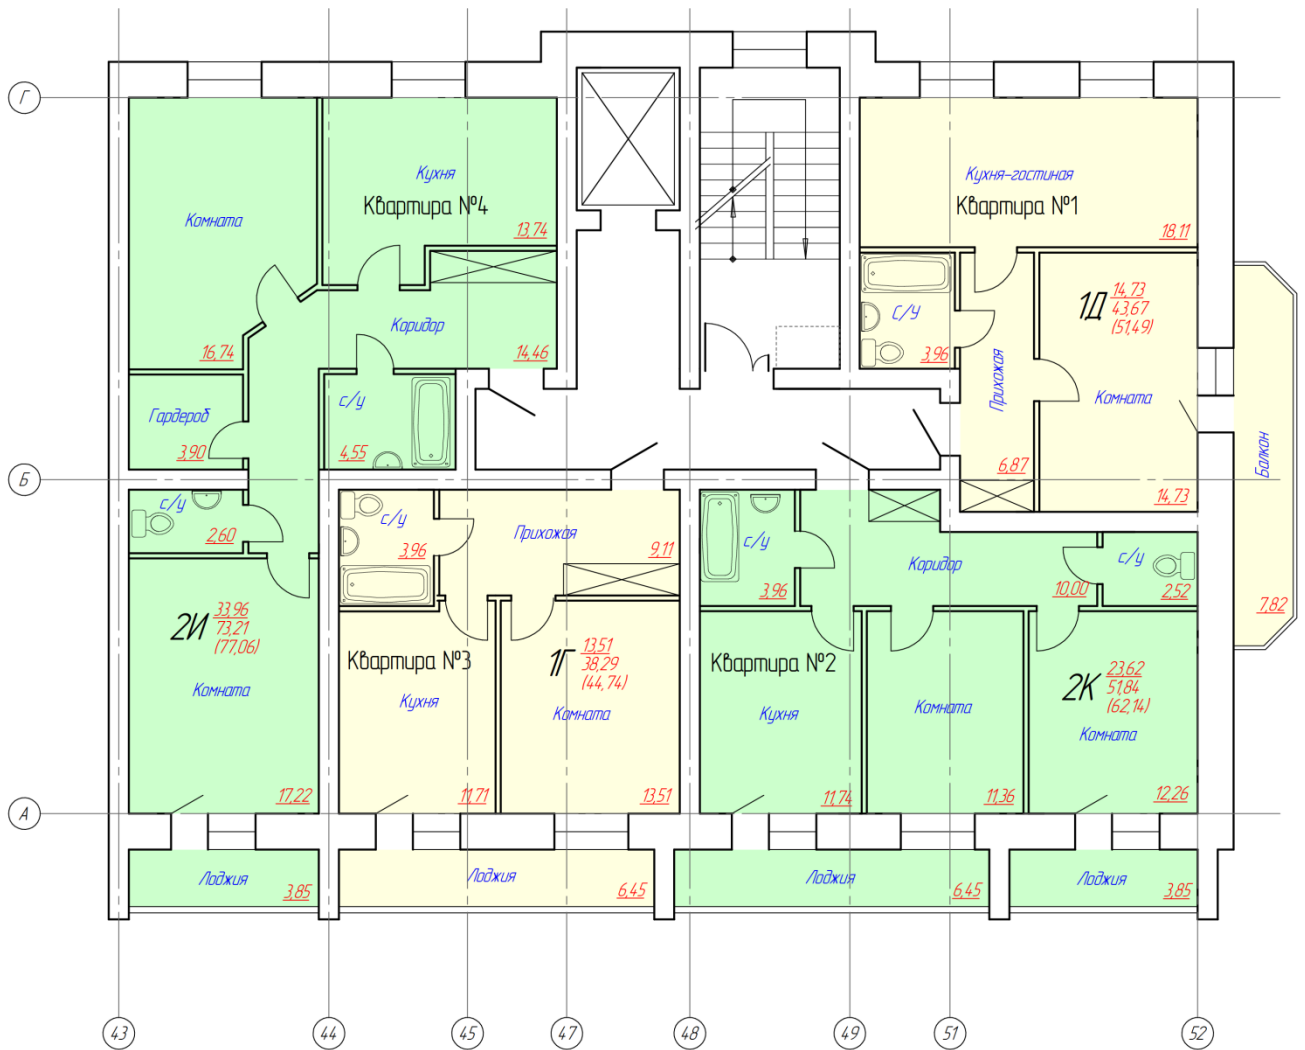 Г
Кухня
Квартира №4
13,74
Комната
16,74
Кухня-гостиная
Квартира №1
18,11
Коридор
14,46
с/у
3,96
1Д
14,73
43,67
(51,49)
Прихожая
6,87
Комната
14,73
Балкон
7,82
Гардероб
3,90
с/у
4,55
Б
с/у
2,60
с/у
3,96
Прихожая
9,11
с/у
3,96
Коридор
10,00
с/у
2,52
2И
33,96
73,21
(77,06)
Комната
17,22
Квартира №3
Кухня
11,71
1Г
13,51
38,29
(44,74)
Комната
13,51
Квартира №2
Кухня
11,74
Комната
11,36
2К
23,62
51,84
(62,14)
Комната
12,26
А
Лоджия
3,85
Лоджия
6,45
Лоджия
6,45
Лоджия
3,85
43
44
45
47
48
49
51
52